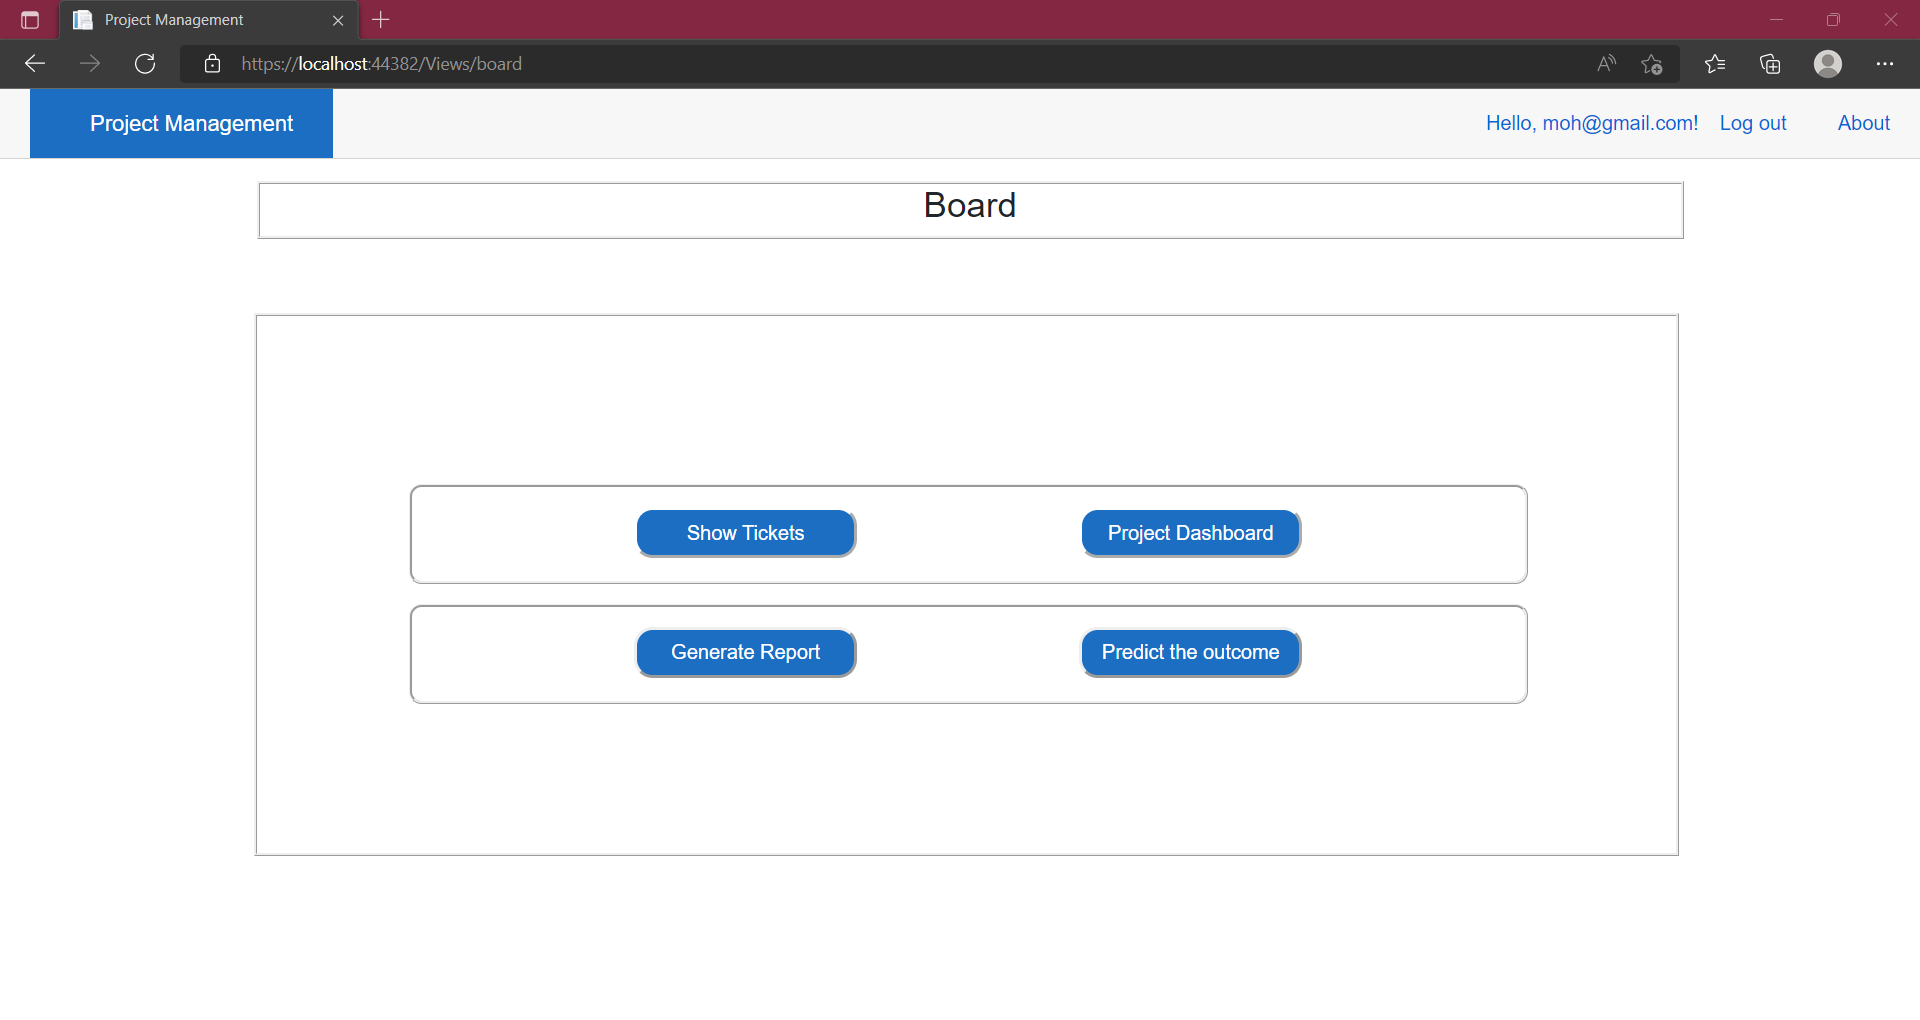 Project Management
https://localhost:44382/Views/board
Project Management
Hello, moh@gmail.com! Log out About
Board
Show Tickets Project Dashboard
Generate Report Predict the outcome